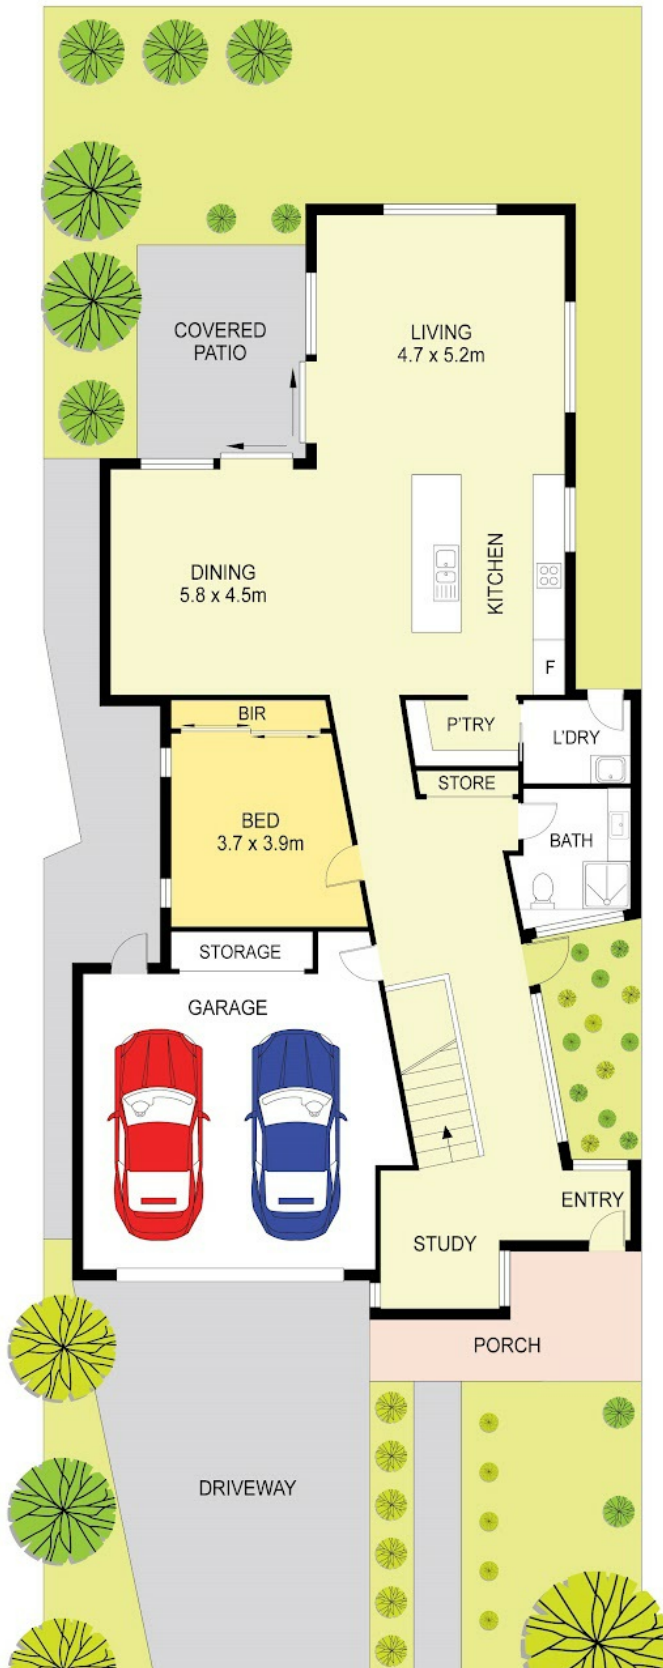 COVERED
PATIO
LIVING
4.7 x 5.2m
DINING
5.8 x 4.5m
KITCHEN
F
BIR
P'TRY
L'DRY
STORE
BED
3.7 x 3.9m
BATH
STORAGE
GARAGE
ENTRY
STUDY
PORCH
DRIVEWAY